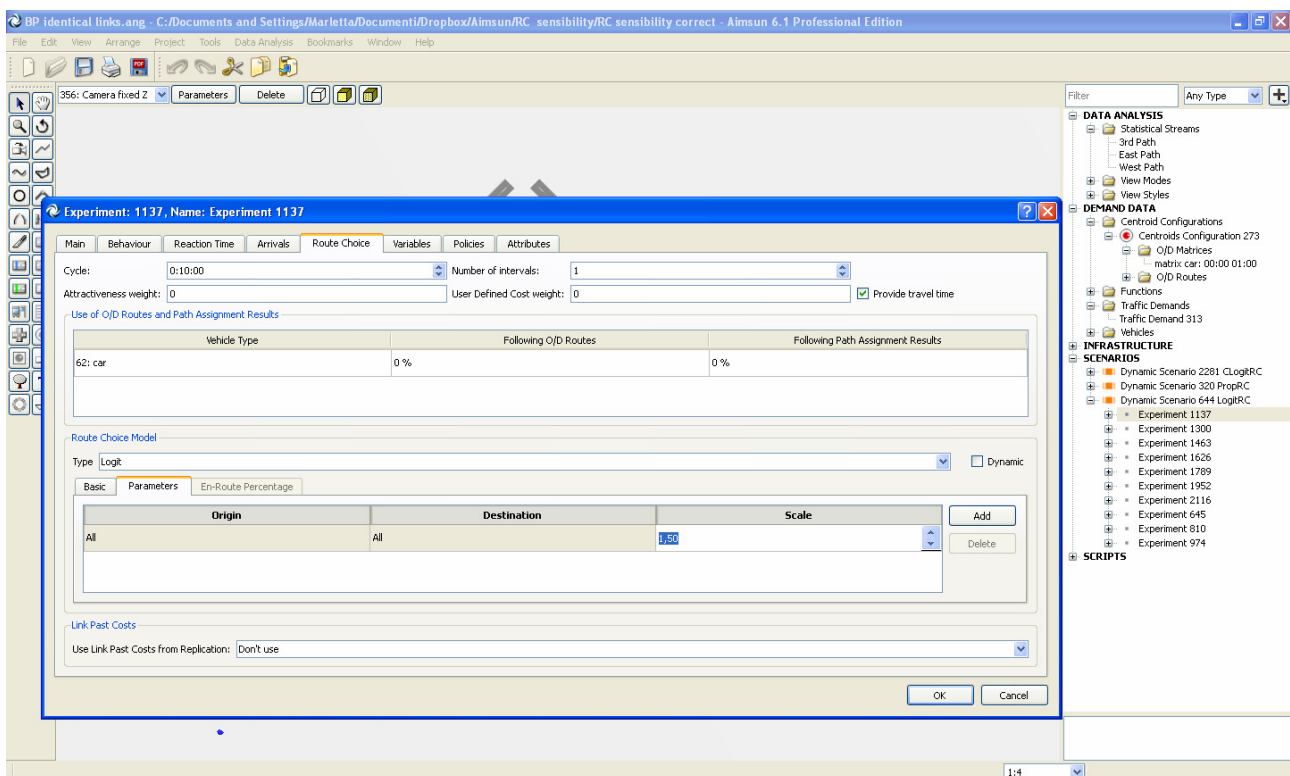 BP identical links.ang - C:/Documents and Settings/Marletta/Documenti/Dropbox/Aimsun/RC sensibility/RC sensibility correct - Aimsun 6.1 Professional Edition
File Edit View Arrange Project Tools Data Analysis Bookmarks Window Help
356: Camera fixed Z Parameters Delete
Filter Any Type
DATA ANALYSIS
Statistical Streams
3rd Path
East Path
West Path
View Modes
View Styles
DEMAND DATA
Centroid Configurations
Centroids Configuration 273
O/D Matrices
matrix car: 00:00 01:00
O/D Routes
Functions
Traffic Demands
Traffic Demand 313
Vehicles
INFRASTRUCTURE
SCENARIOS
Dynamic Scenario 2281 CLogitRC
Dynamic Scenario 320 PropRC
Dynamic Scenario 644 LogitRC
Experiment 1137
Experiment 1300
Experiment 1463
Experiment 1626
Experiment 1789
Experiment 1952
Experiment 2116
Experiment 645
Experiment 810
Experiment 974
SCRIPTS
Experiment: 1137, Name: Experiment 1137
Main Behaviour Reaction Time Arrivals Route Choice Variables Policies Attributes
Cycle: 0:10:00 Number of intervals: 1
Attractiveness weight: 0 User Defined Cost weight: 0 Provide travel time
Use of O/D Routes and Path Assignment Results
Vehicle Type Following O/D Routes Following Path Assignment Results
62: car 0 % 0 %
Route Choice Model
Type Logit Dynamic
Basic Parameters En-Route Percentage
Origin Destination Scale Add
All All 1,50 Delete
Link Past Costs
Use Link Past Costs from Replication: Don't use
OK Cancel
1:4